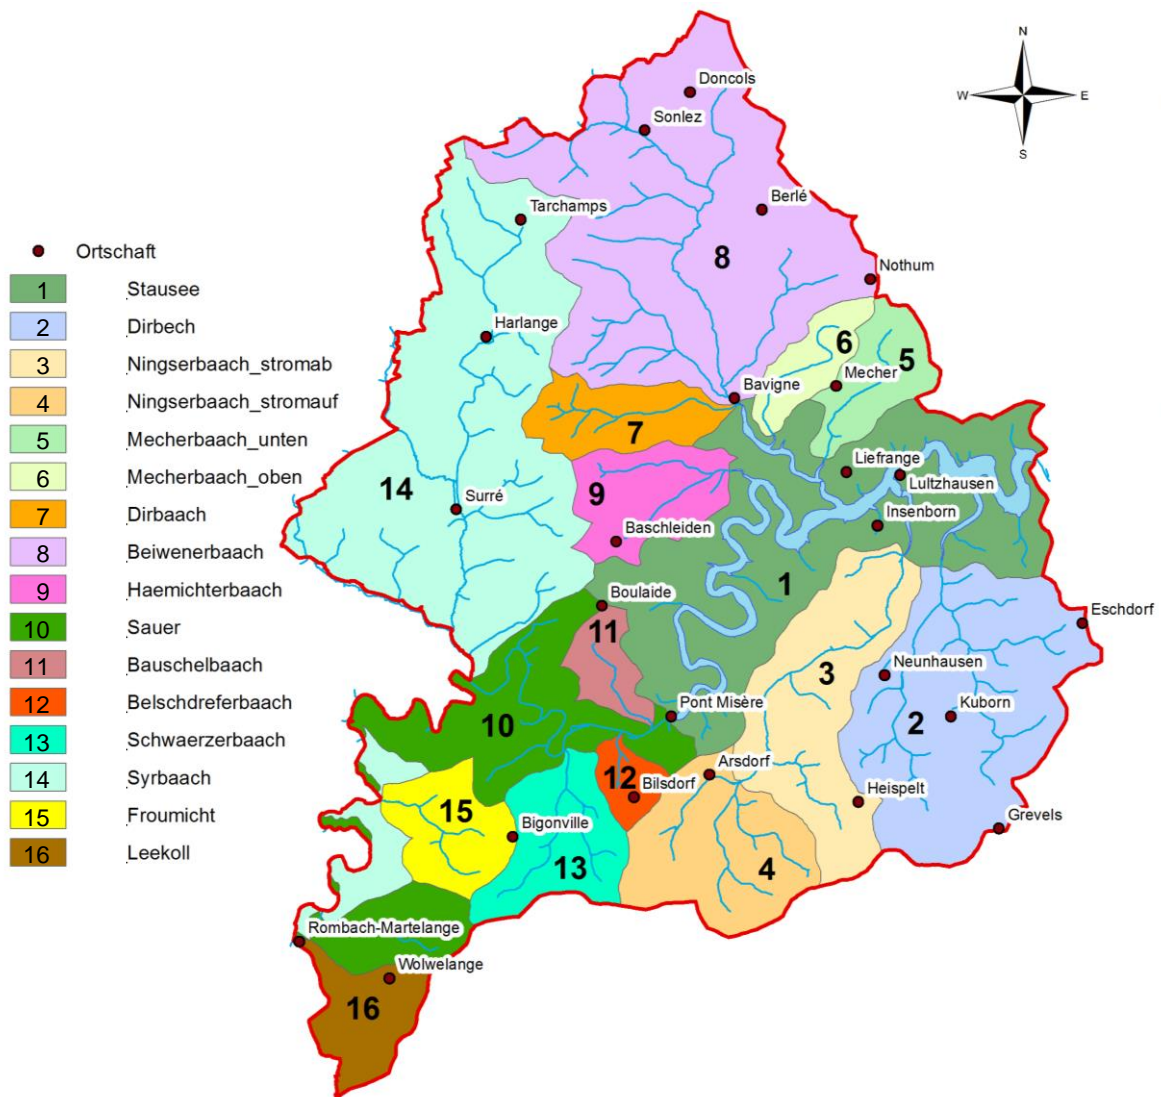 N
W E
S
Doncols
Sonlez
Berlé
Tarchamps
8
Nothum
Harlange
6
5
Mecher
Bavigne
7
Liefrange
Lultzhausen
14
9
Surré
Insenborn
Baschleiden
1
Boulaide
11
Eschdorf
3
Neunhausen
10
Pont Misère
2
Kuborn
12
Arsdorf
Bilsdorf
Heispelt
15
Bigonville
Grevels
13
4
Rombach-Martelange
Wolwelange
16
Ortschaft
1 Stausee
2 Dirbech
3 Ningserbaach_stromab
4 Ningserbaach_stromauf
5 Mecherbaach_unten
6 Mecherbaach_oben
7 Dirbaach
8 Beiwenerbaach
9 Haemichterbaach
10 Sauer
11 Bauschelbaach
12 Belschdreferbaach
13 Schwaerzerbaach
14 Syrbaach
15 Froumicht
16 Leekoll